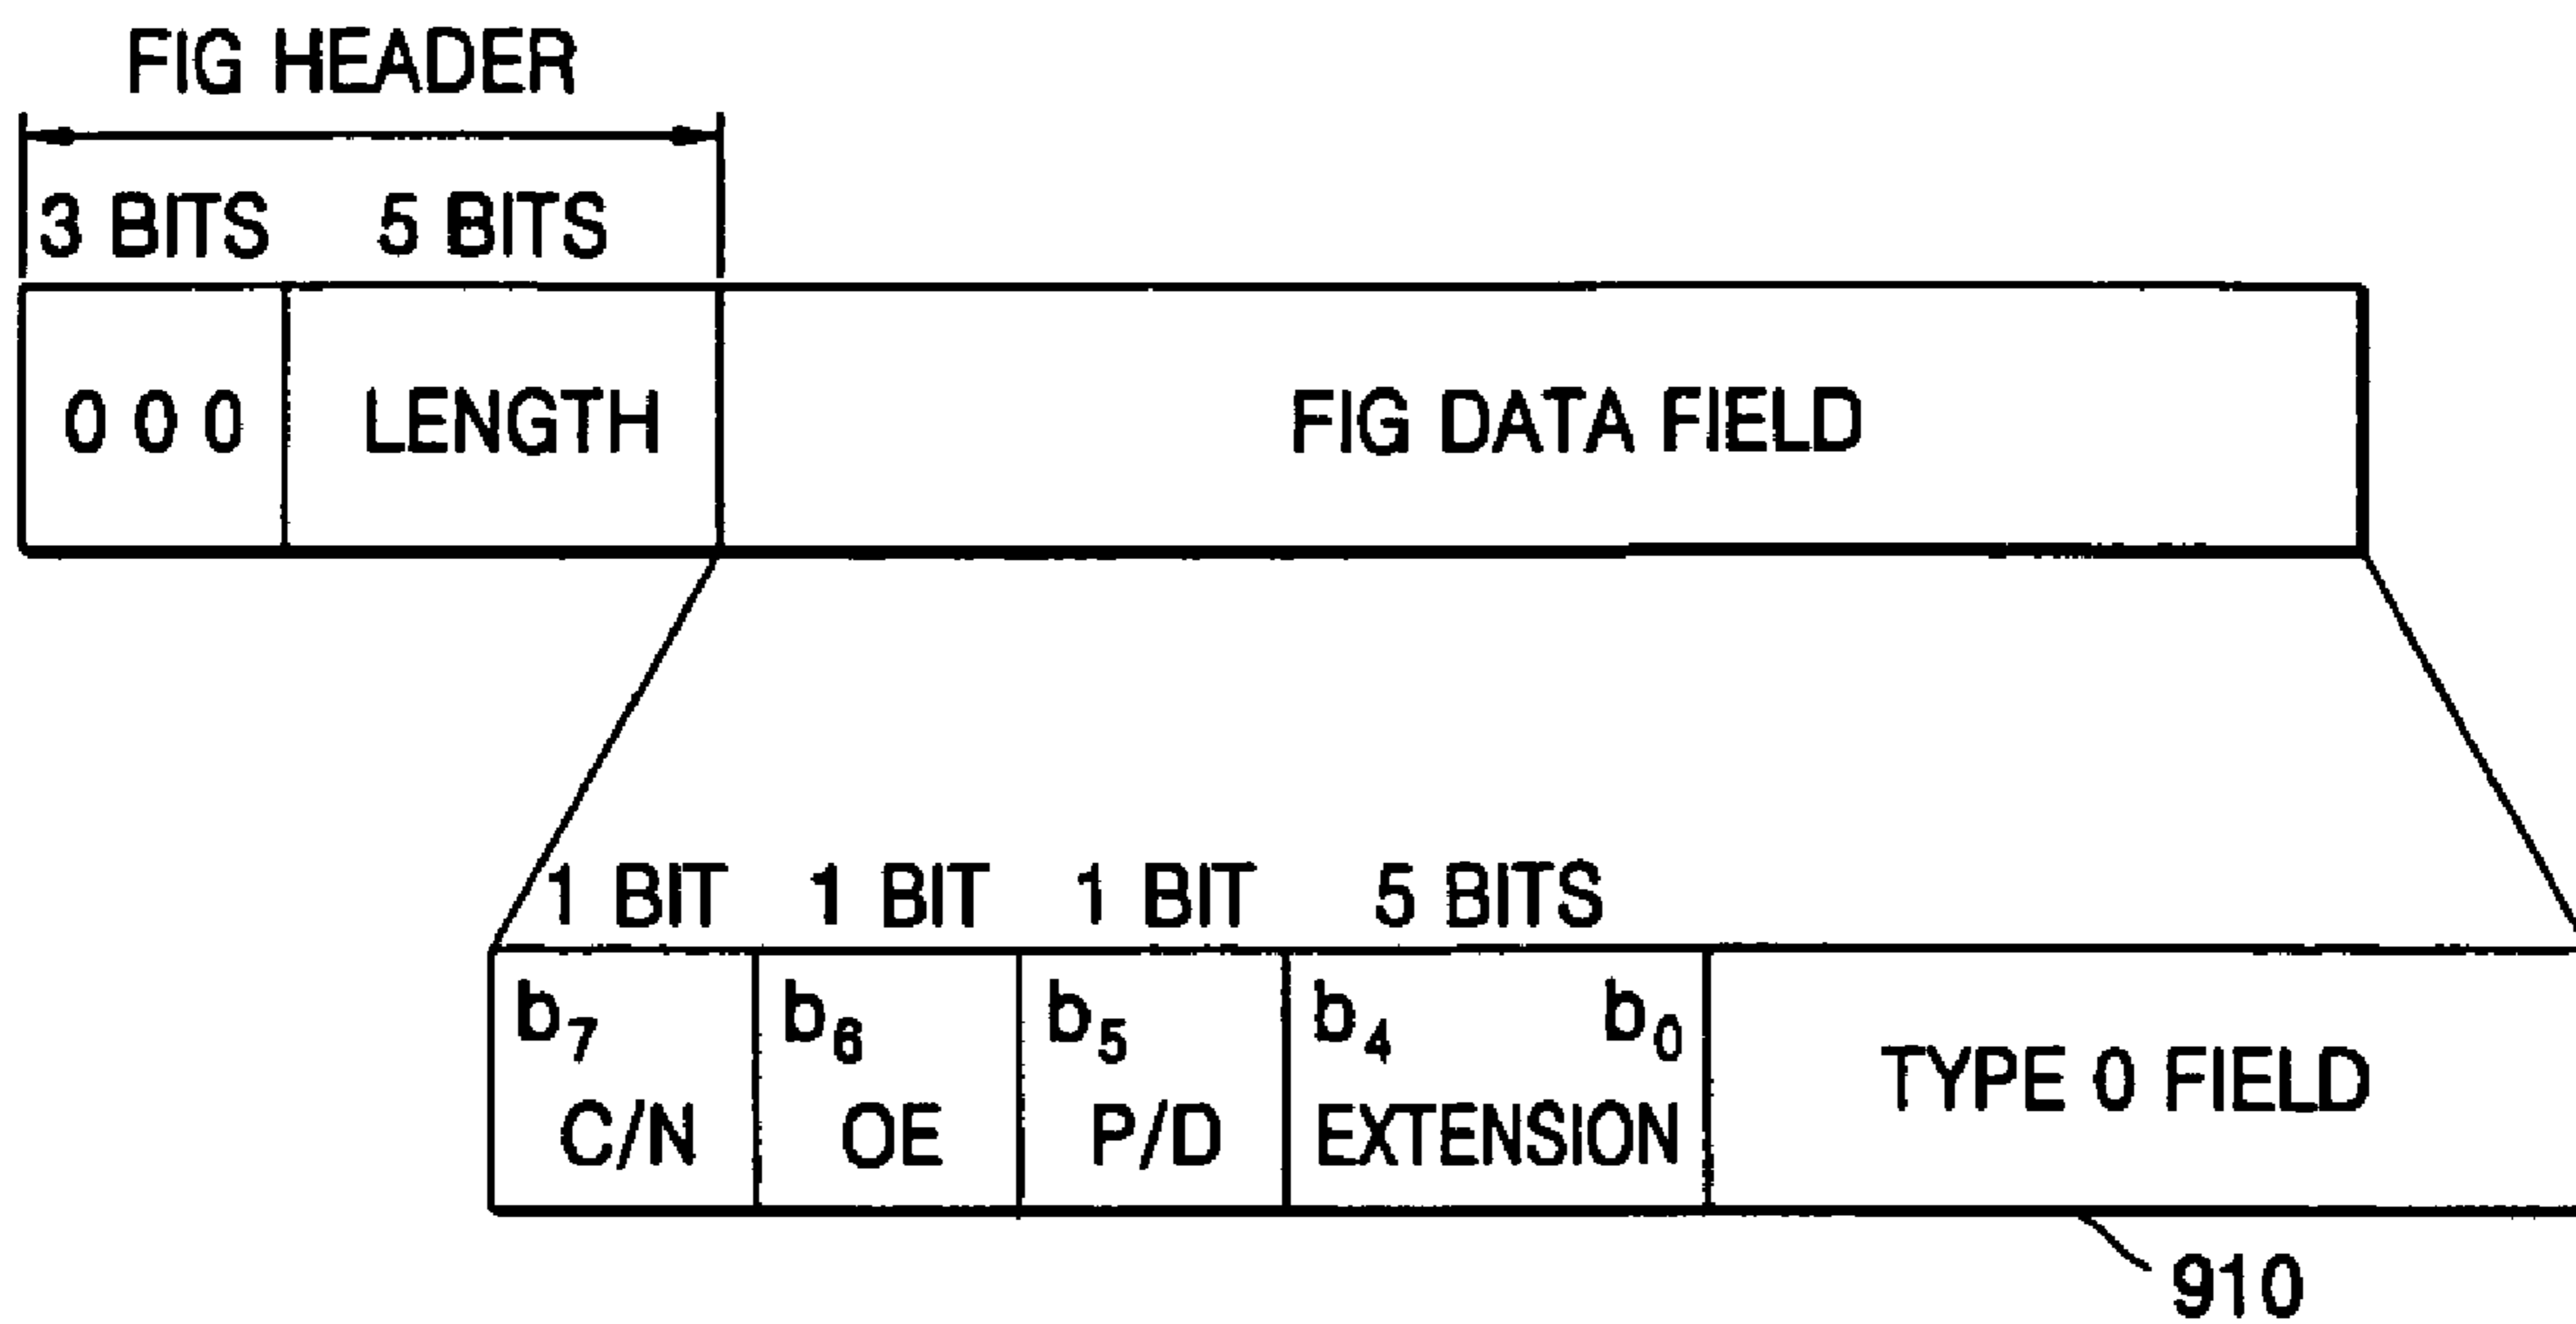 FIG HEADER
3 BITS 5 BITS
0 0 0 LENGTH FIG DATA FIELD
1 BIT 1 BIT 1 BIT 5 BITS
b7 b6 b5 b4 b0
C/N OE P/D EXTENSION TYPE 0 FIELD
910